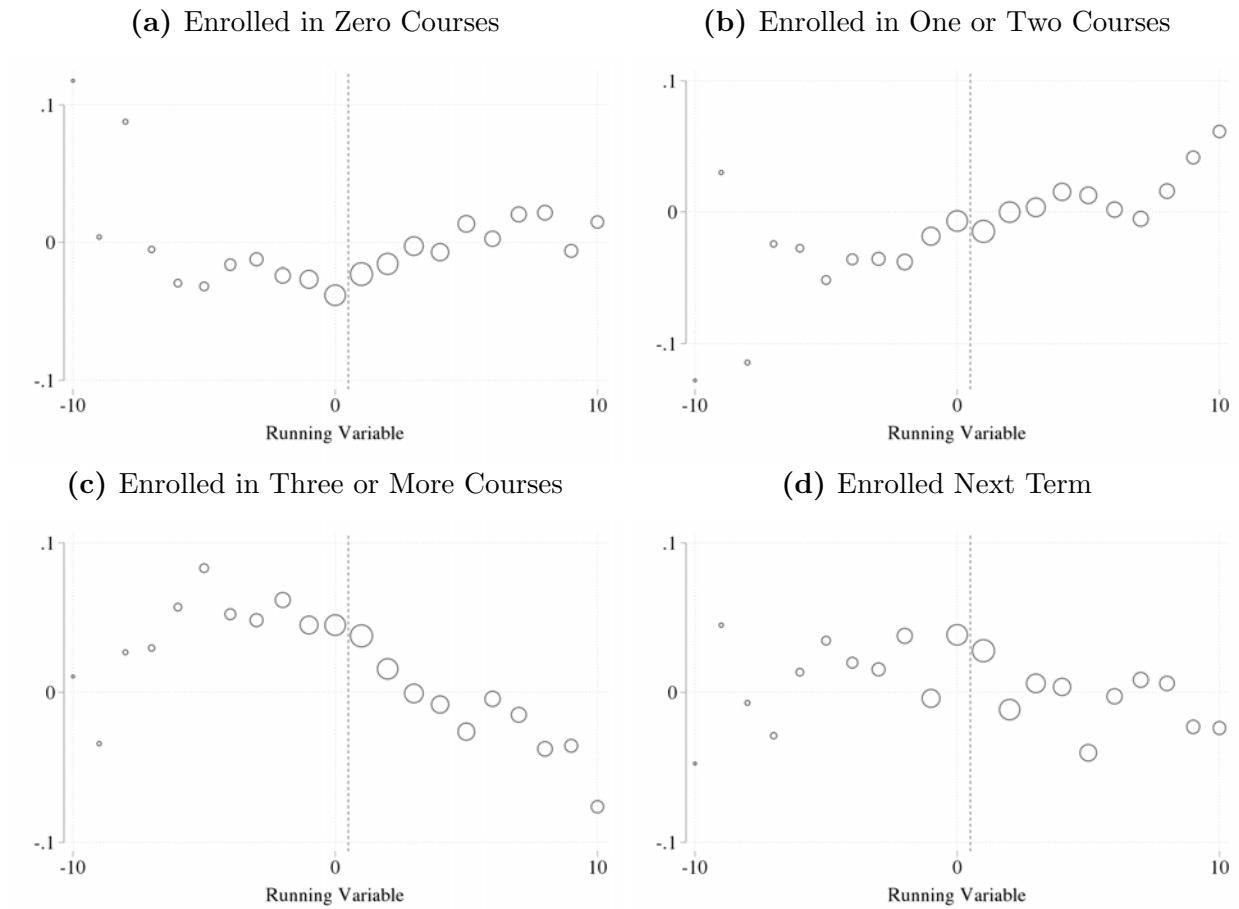 (a) Enrolled in Zero Courses
.1
0
-.1
-10 0 10
Running Variable
(b) Enrolled in One or Two Courses
.1
0
-.1
-10 0 10
Running Variable
(c) Enrolled in Three or More Courses
.1
0
-.1
-10 0 10
Running Variable
(d) Enrolled Next Term
.1
0
-.1
-10 0 10
Running Variable